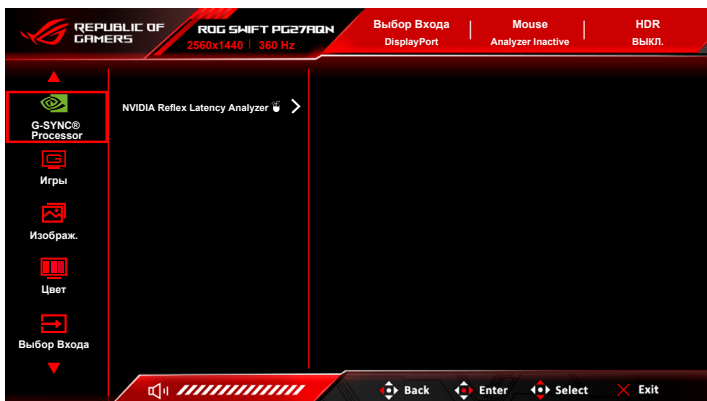 REPUBLIC OF
GAMERS
ROG SWIFT PG27AQN
2560x1440 | 360 Hz
Выбор Входа
DisplayPort
Mouse
Analyzer Inactive
HDR
ВЫКЛ.
G-SYNC®
Processor
NVIDIA Reflex Latency Analyzer
Игры
Изображ.
Цвет
Выбор Входа
Back
Enter
Select
Exit